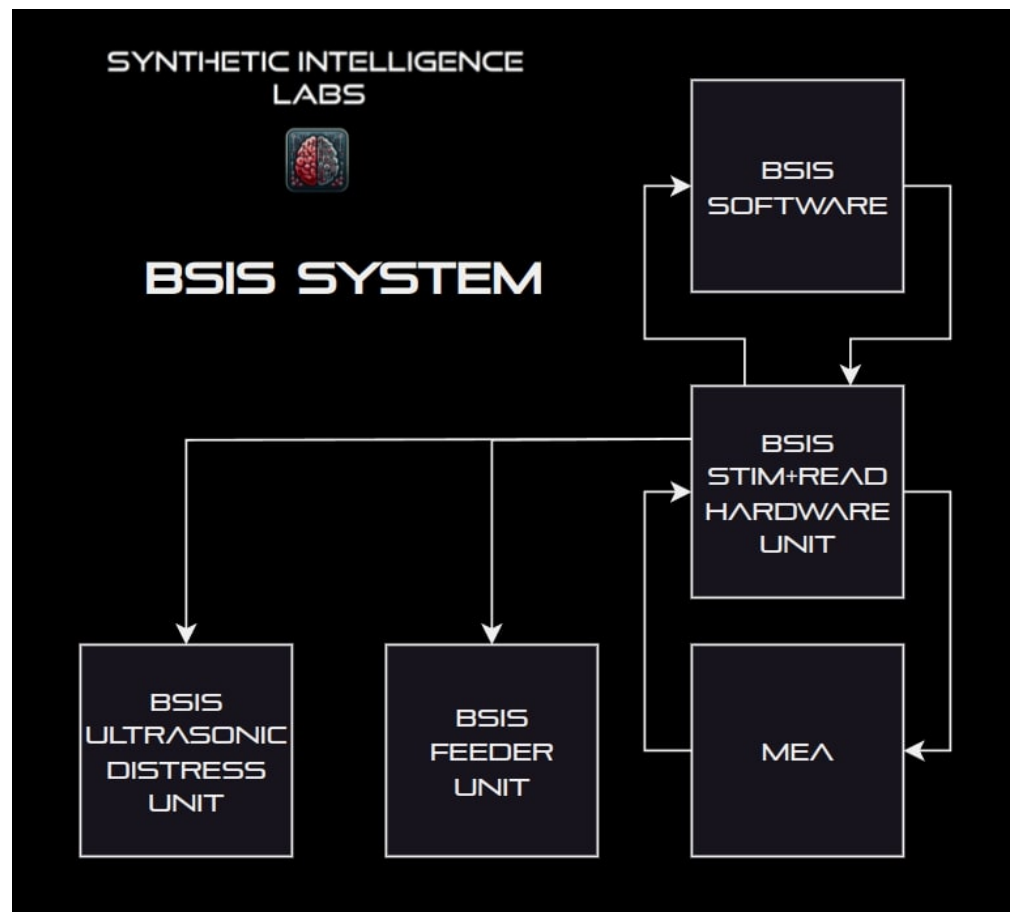 SYNTHETIC INTELLIGENCE
LABS
BSIS SYSTEM
BSIS
SOFTWARE
BSIS
STIM+READ
HARDWARE
UNIT
BSIS
ULTRASONIC
DISTRESS
UNIT
BSIS
FEEDER
UNIT
MEA